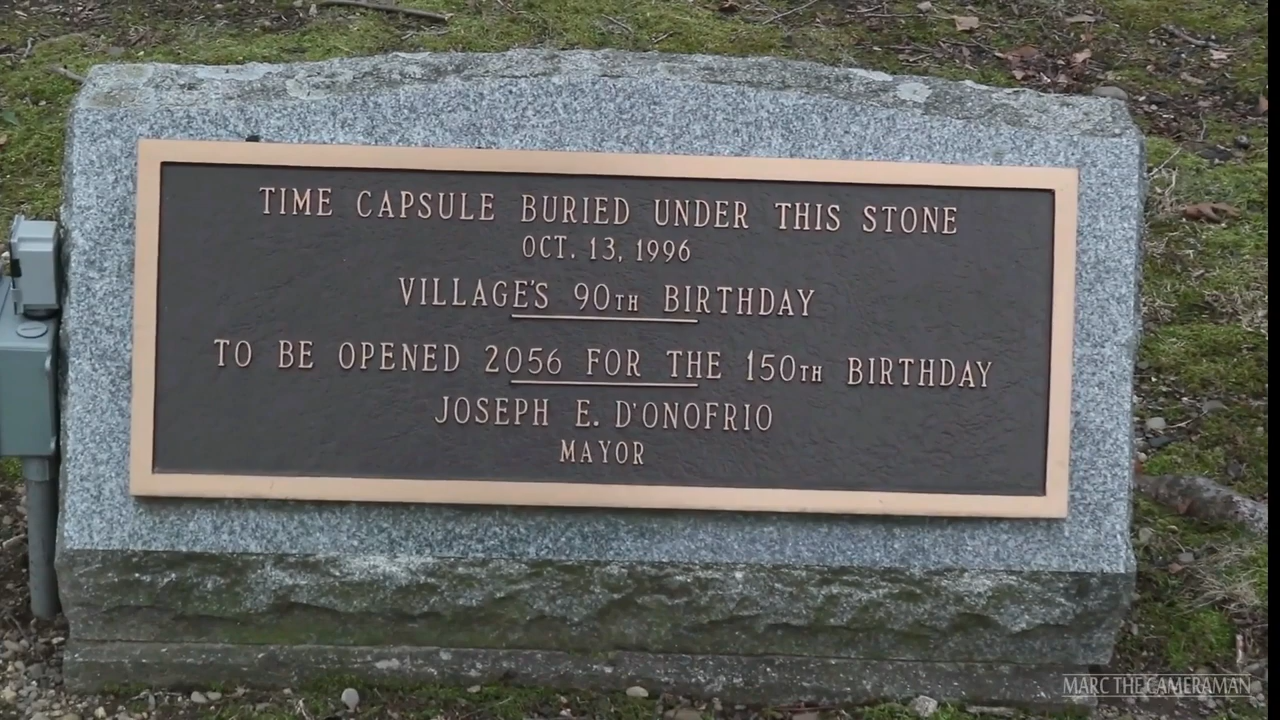 TIME CAPSULE BURIED UNDER THIS STONE
OCT. 13, 1996
VILLAGE'S 90TH BIRTHDAY
TO BE OPENED 2056 FOR THE 150TH BIRTHDAY
JOSEPH E. D'ONOFRIO
MAYOR
MARC THE CAMERAMAN